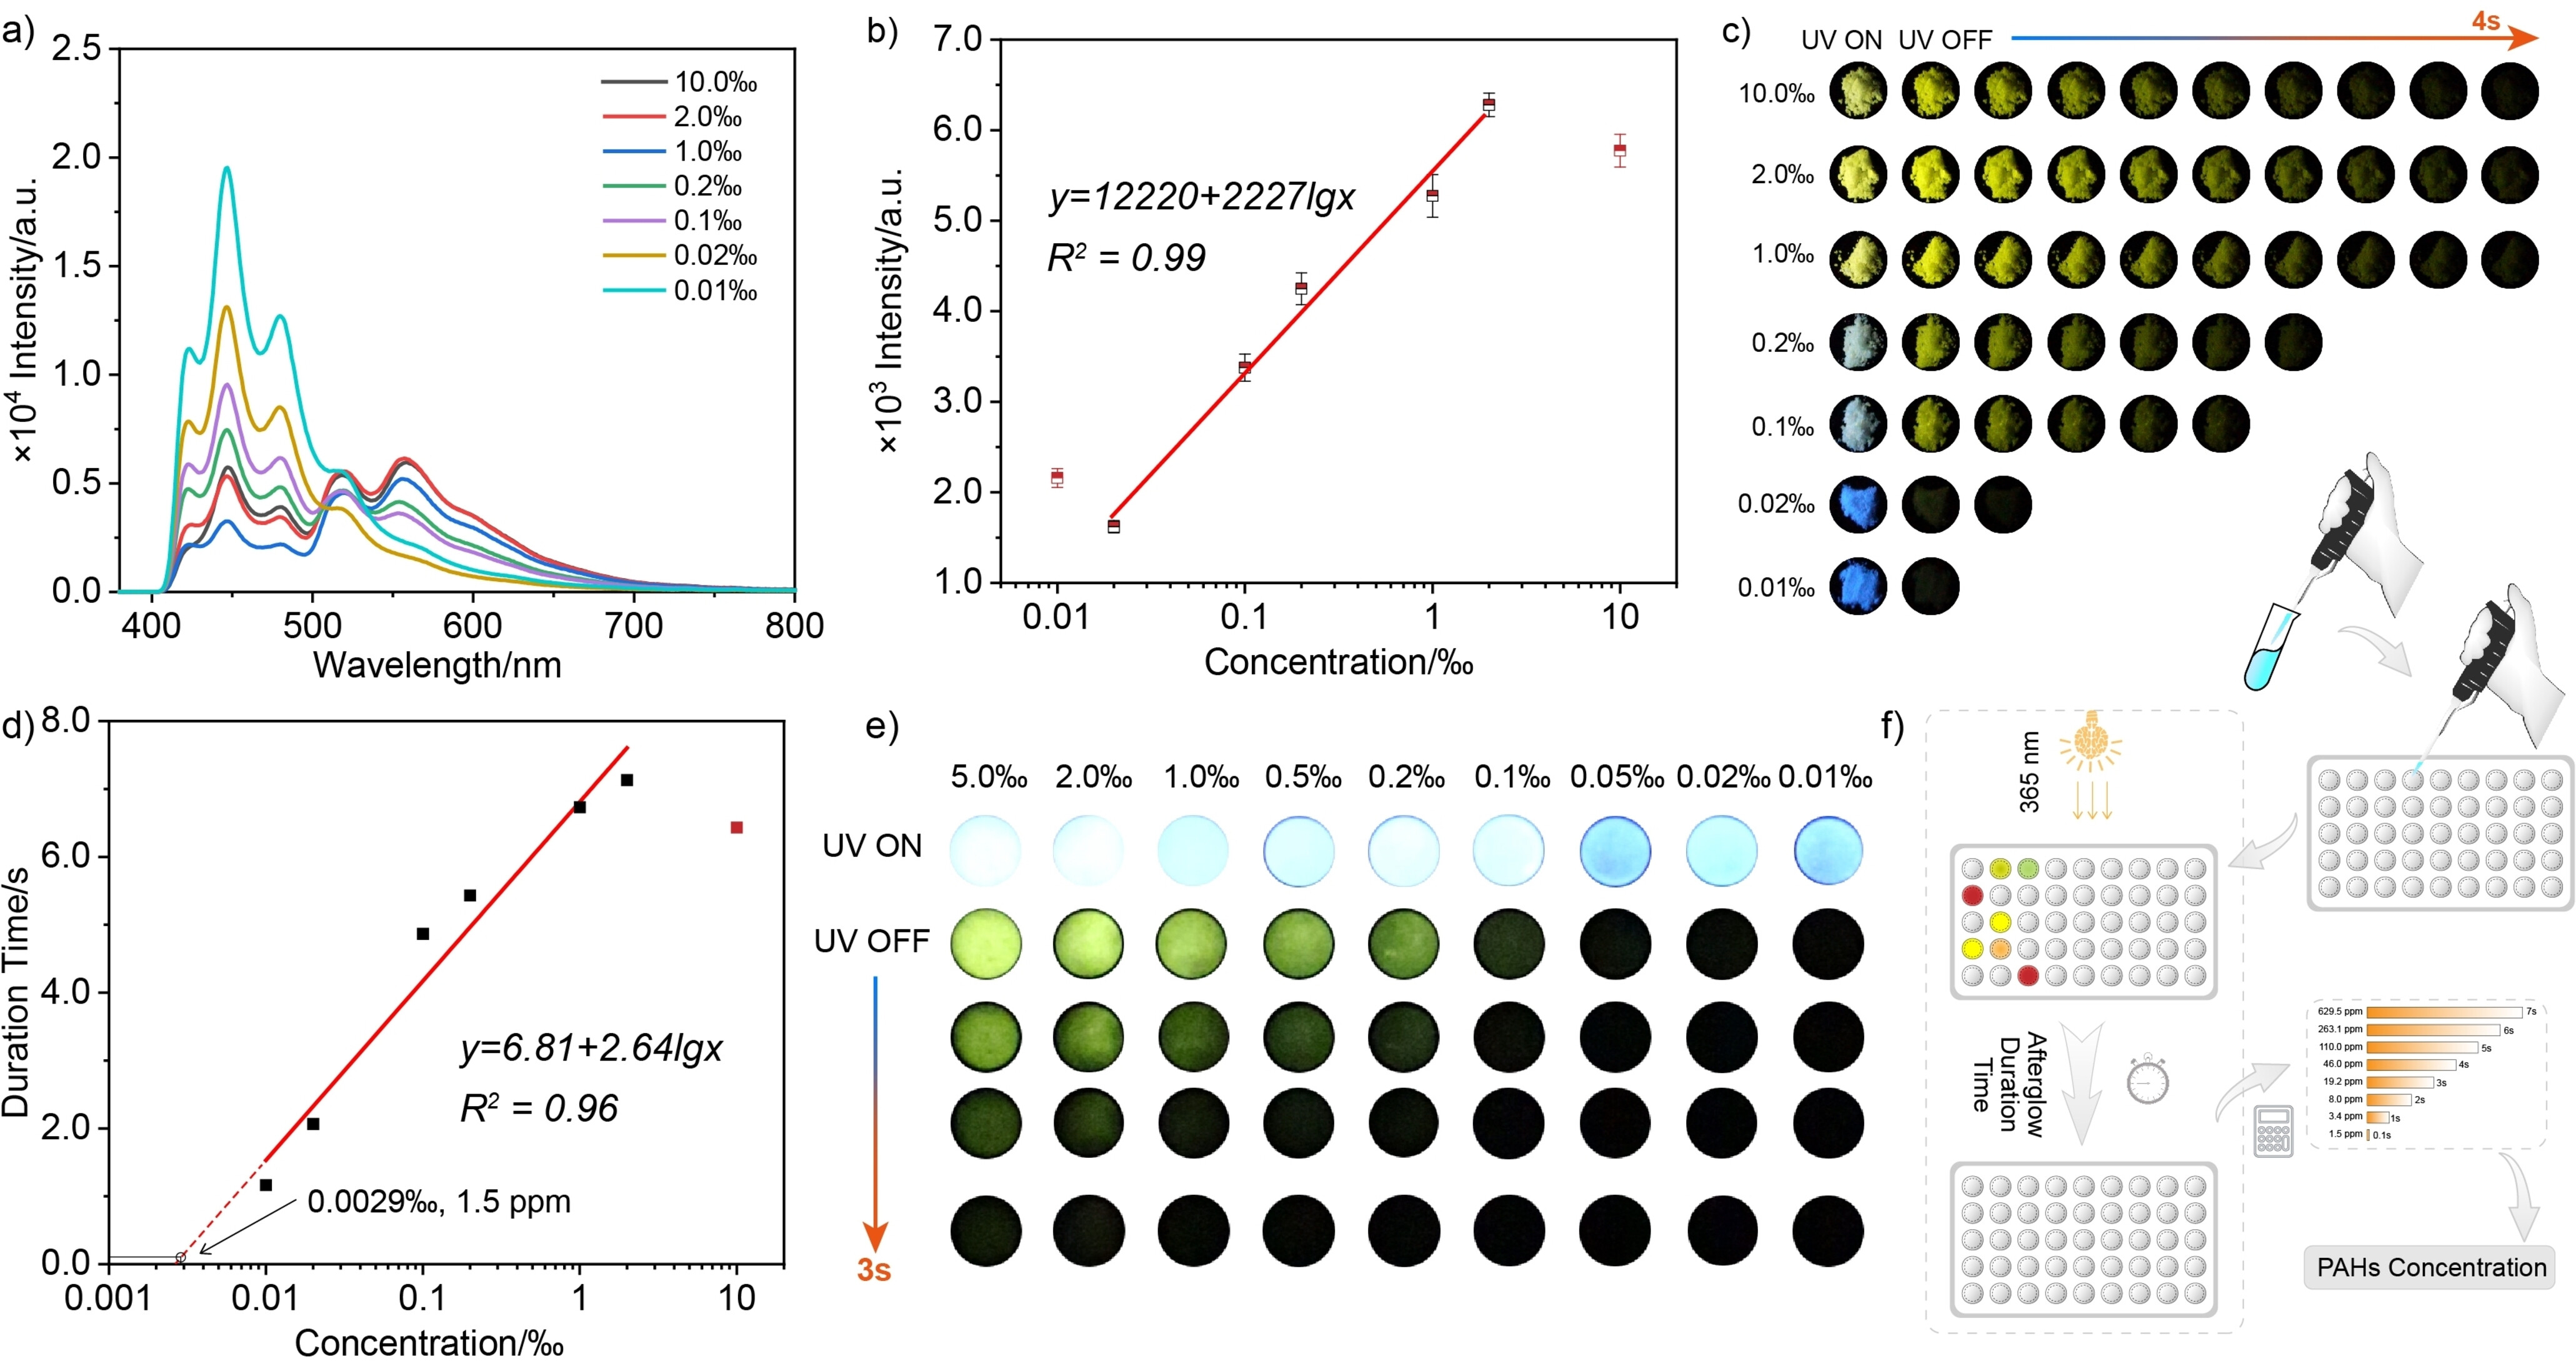 a)
2.5
2.0
1.5
1.0
0.5
0.0
×10⁴ Intensity/a.u.
400 500 600 700 800
Wavelength/nm
10.0‰
2.0‰
1.0‰
0.2‰
0.1‰
0.02‰
0.01‰
b)
7.0
6.0
5.0
4.0
3.0
2.0
1.0
×10³ Intensity/a.u.
y=12220+2227lgx
R² = 0.99
0.01 0.1 1 10
Concentration/‰
c)
UV ON UV OFF 4s
10.0‰
2.0‰
1.0‰
0.2‰
0.1‰
0.02‰
0.01‰
d)
8.0
6.0
4.0
2.0
0.0
Duration Time/s
y=6.81+2.64lgx
R² = 0.96
0.0029‰, 1.5 ppm
0.001 0.01 0.1 1 10
Concentration/‰
e)
5.0‰ 2.0‰ 1.0‰ 0.5‰ 0.2‰ 0.1‰ 0.05‰ 0.02‰ 0.01‰
UV ON
UV OFF
3s
f)
365 nm
Afterglow
Duration
Time
629.5 ppm 7s
263.1 ppm 6s
110.0 ppm 5s
46.0 ppm 4s
19.2 ppm 3s
8.0 ppm 2s
3.4 ppm 1s
1.5 ppm 0.1s
PAHs Concentration